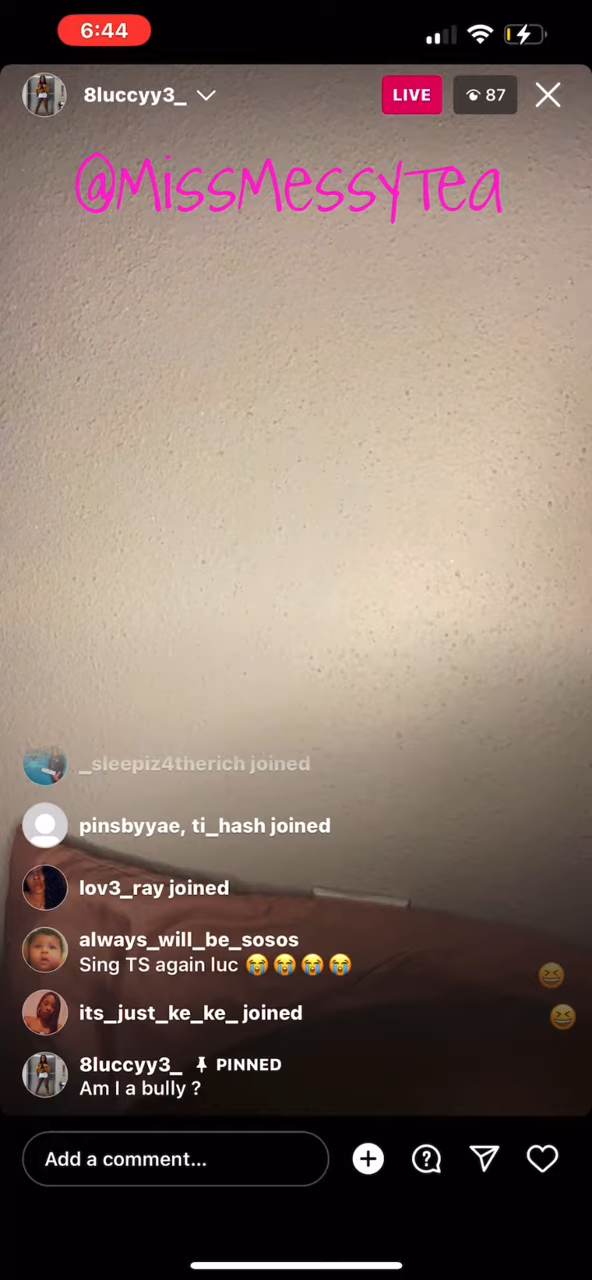 6:44
8luccyy3_
LIVE
87
@MissMessyTea
_sleepiz4therich joined
pinsbyyae, ti_hash joined
lov3_ray joined
always_will_be_sosos
Sing TS again luc 😭😭😭😭
its_just_ke_ke_ joined
8luccyy3_ PINNED
Am I a bully ?
Add a comment...